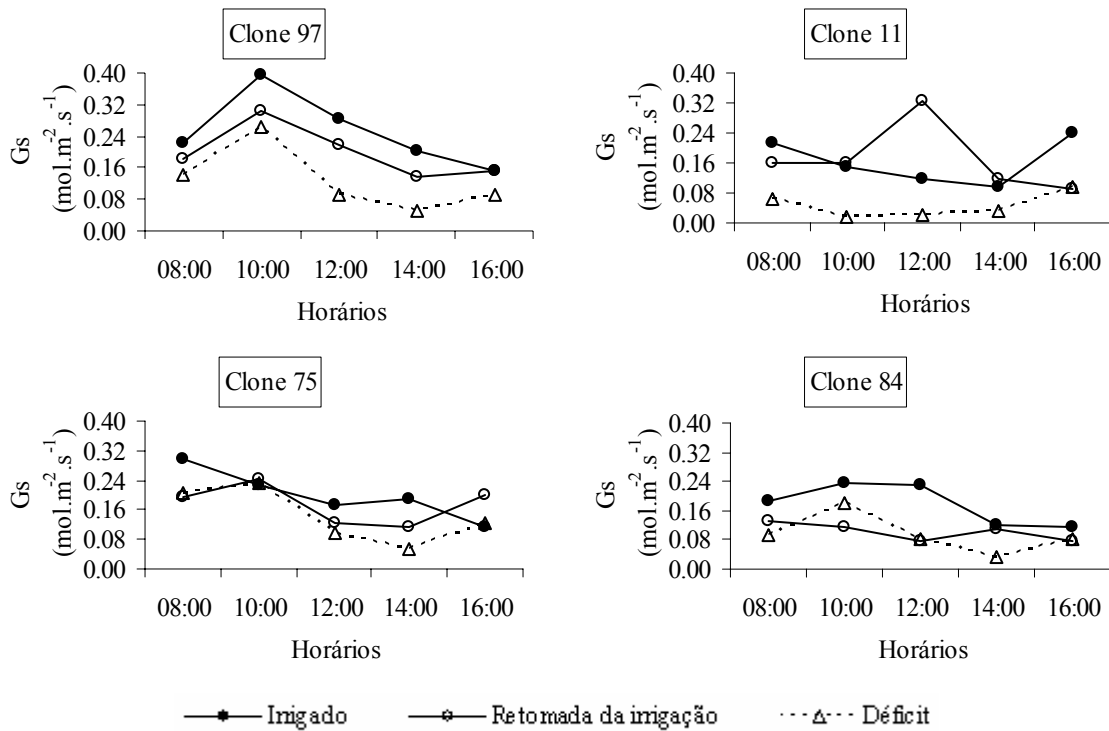 Clone 97
0.40
0.32
0.24
0.16
0.08
0.00
Gs
(mol.m⁻².s⁻¹)
08:00 10:00 12:00 14:00 16:00
Horários
Clone 11
0.40
0.32
0.24
0.16
0.08
0.00
Gs
(mol.m⁻².s⁻¹)
08:00 10:00 12:00 14:00 16:00
Horários
Clone 75
0.40
0.32
0.24
0.16
0.08
0.00
Gs
(mol.m⁻².s⁻¹)
08:00 10:00 12:00 14:00 16:00
Horários
Clone 84
0.40
0.32
0.24
0.16
0.08
0.00
Gs
(mol.m⁻².s⁻¹)
08:00 10:00 12:00 14:00 16:00
Horários
Irrigado Retomada da irrigação Déficit